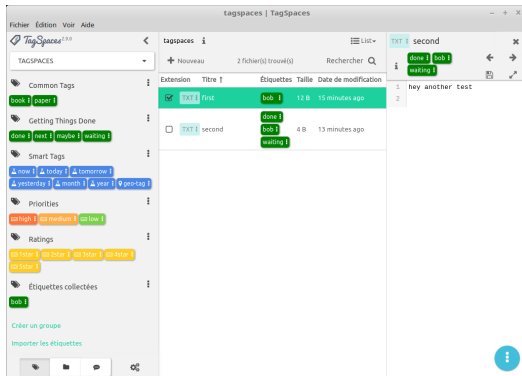 tagspaces | TagSpaces
Fichier Édition Voir Aide
TagSpaces 2.9.0
TAGSPACES
Common Tags
book paper
Getting Things Done
done next maybe waiting
Smart Tags
now today tomorrow
yesterday month year geo-tag
Priorities
high medium low
Ratings
1star 2star 3star 4star
5star
Étiquettes collectées
bob
Créer un groupe
Importer les étiquettes
tagspaces
List
Nouveau 2 fichier(s) trouvé(s) Rechercher
Extension Titre Étiquettes Taille Date de modification
TXT first bob 12 B 15 minutes ago
TXT second done bob waiting 4 B 13 minutes ago
TXT second
done bob
waiting
1 hey another test
2